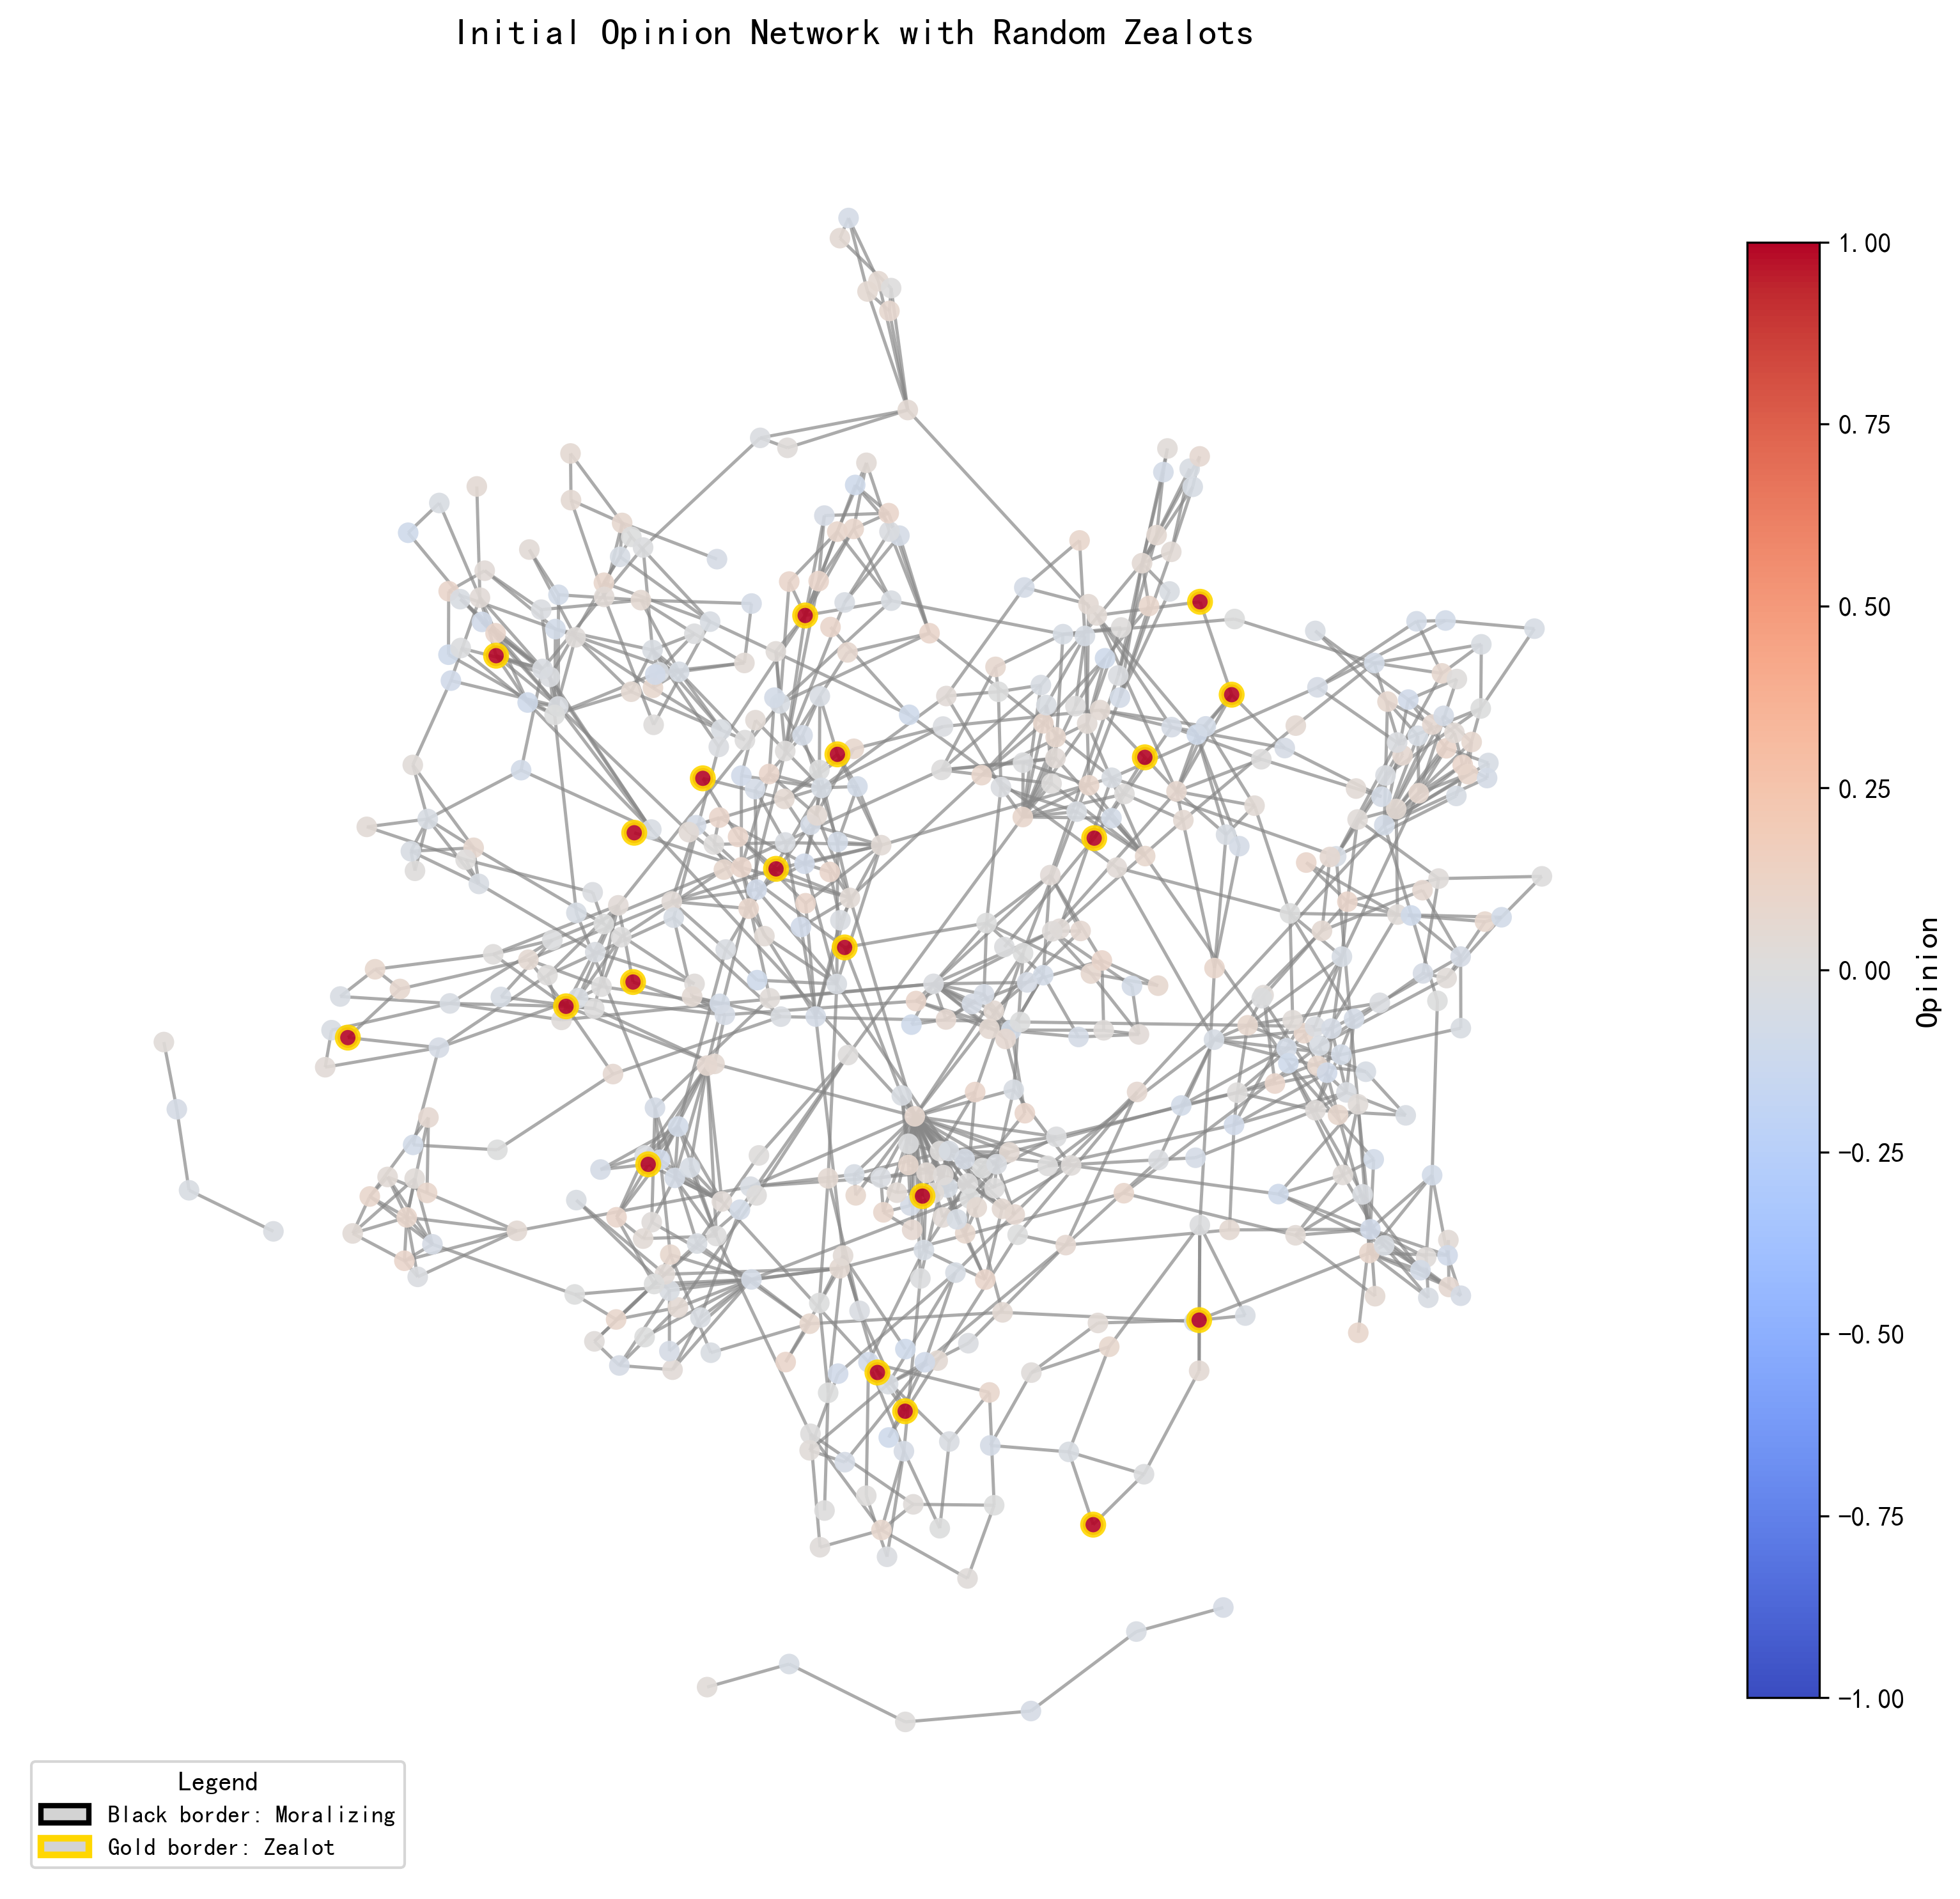 Initial Opinion Network with Random Zealots
1.00
0.75
0.50
0.25
0.00
−0.25
−0.50
−0.75
−1.00
Opinion
Legend
Black border: Moralizing
Gold border: Zealot